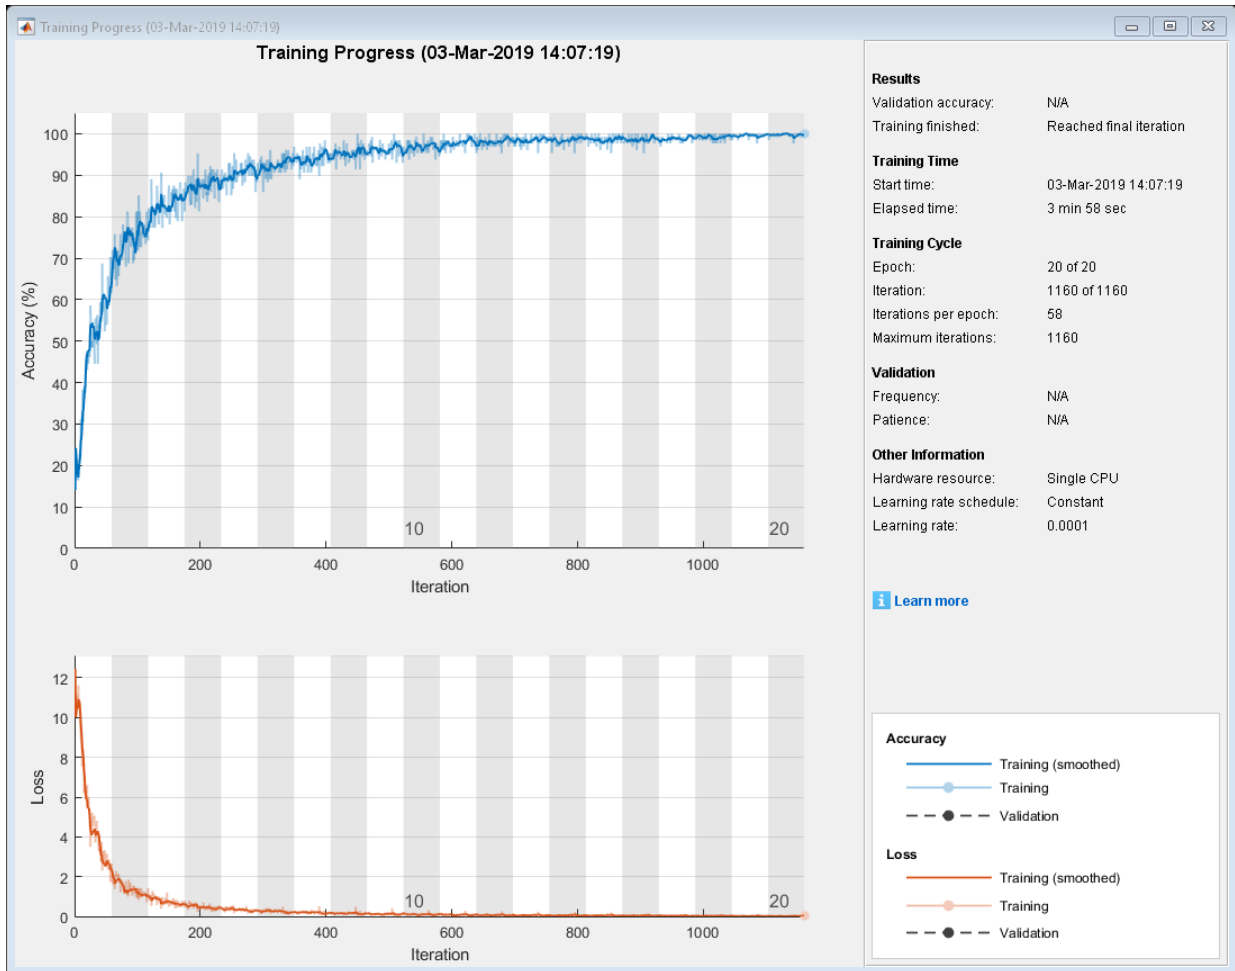 Training Progress (03-Mar-2019 14:07:19)
Training Progress (03-Mar-2019 14:07:19)
100
90
80
70
60
50
40
30
20
10
0
Accuracy (%)
10
20
0
200
400
600
800
1000
Iteration
12
10
8
6
4
2
0
Loss
10
20
0
200
400
600
800
1000
Iteration
Results
Validation accuracy: N/A
Training finished: Reached final iteration
Training Time
Start time: 03-Mar-2019 14:07:19
Elapsed time: 3 min 58 sec
Training Cycle
Epoch: 20 of 20
Iteration: 1160 of 1160
Iterations per epoch: 58
Maximum iterations: 1160
Validation
Frequency: N/A
Patience: N/A
Other Information
Hardware resource: Single CPU
Learning rate schedule: Constant
Learning rate: 0.0001
i Learn more
Accuracy
Training (smoothed)
Training
Validation
Loss
Training (smoothed)
Training
Validation